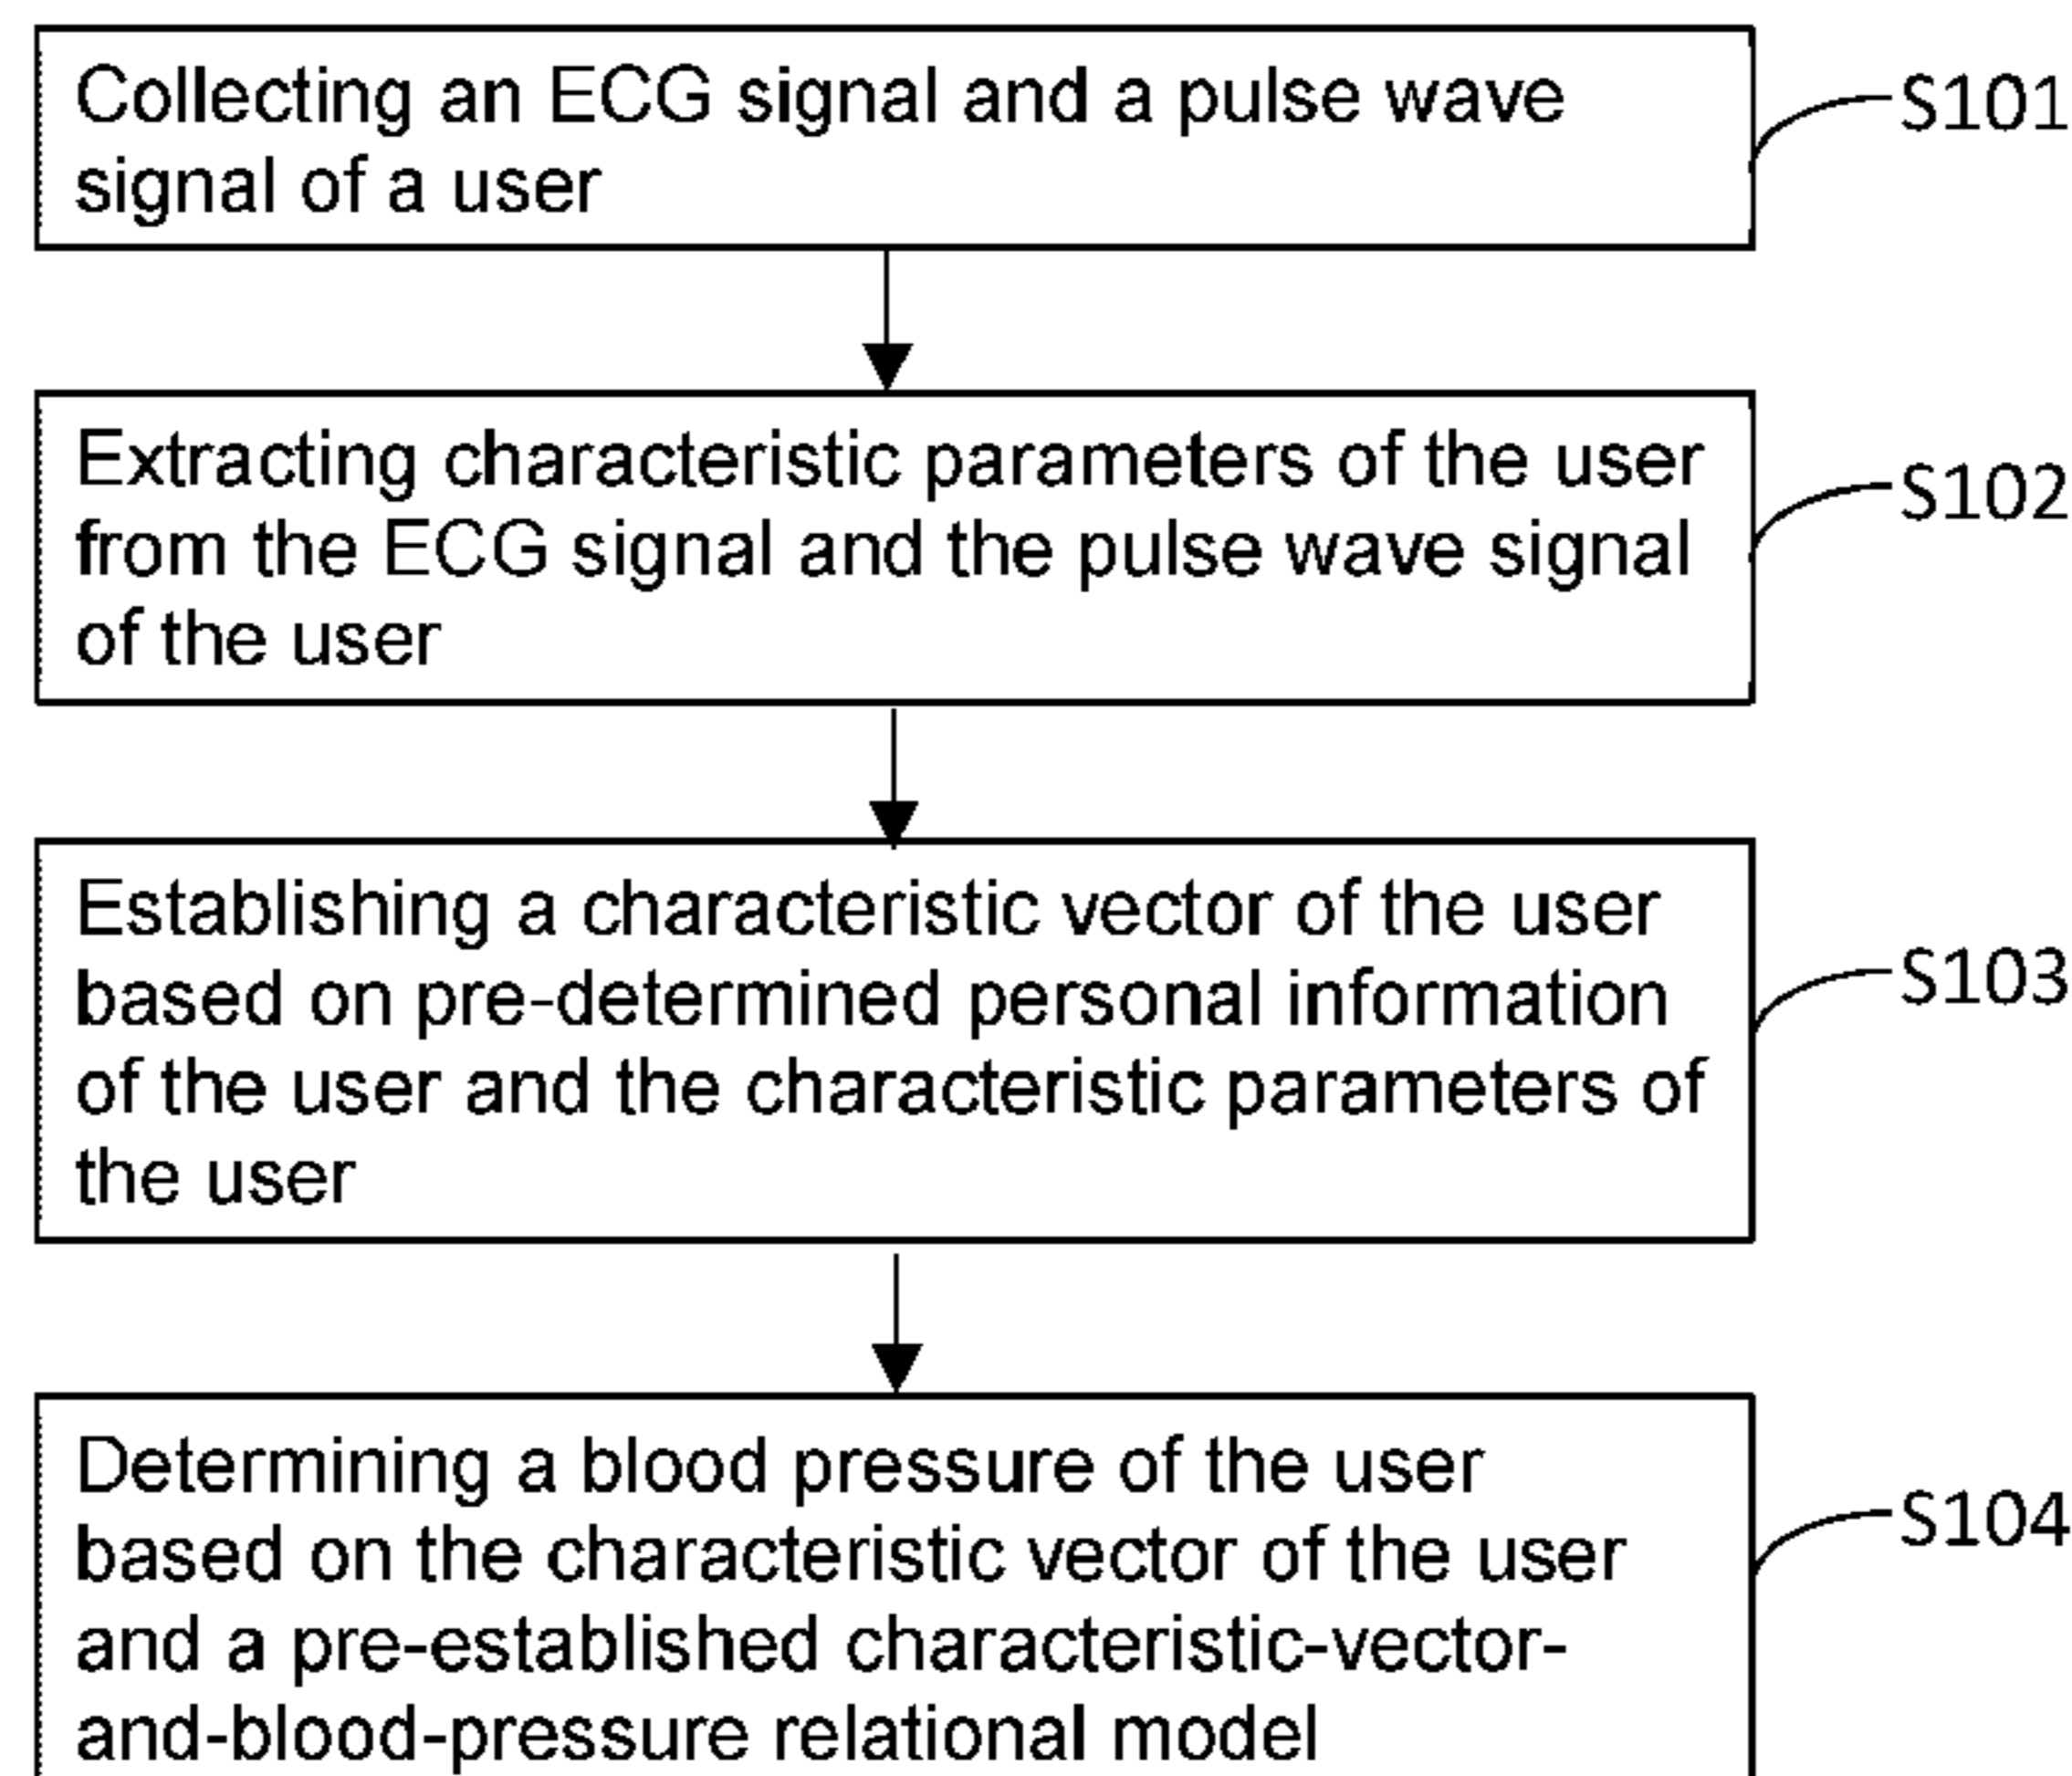 Collecting an ECG signal and a pulse wave
signal of a user
S101
Extracting characteristic parameters of the user
from the ECG signal and the pulse wave signal
of the user
S102
Establishing a characteristic vector of the user
based on pre-determined personal information
of the user and the characteristic parameters of
the user
S103
Determining a blood pressure of the user
based on the characteristic vector of the user
and a pre-established characteristic-vector-
and-blood-pressure relational model
S104